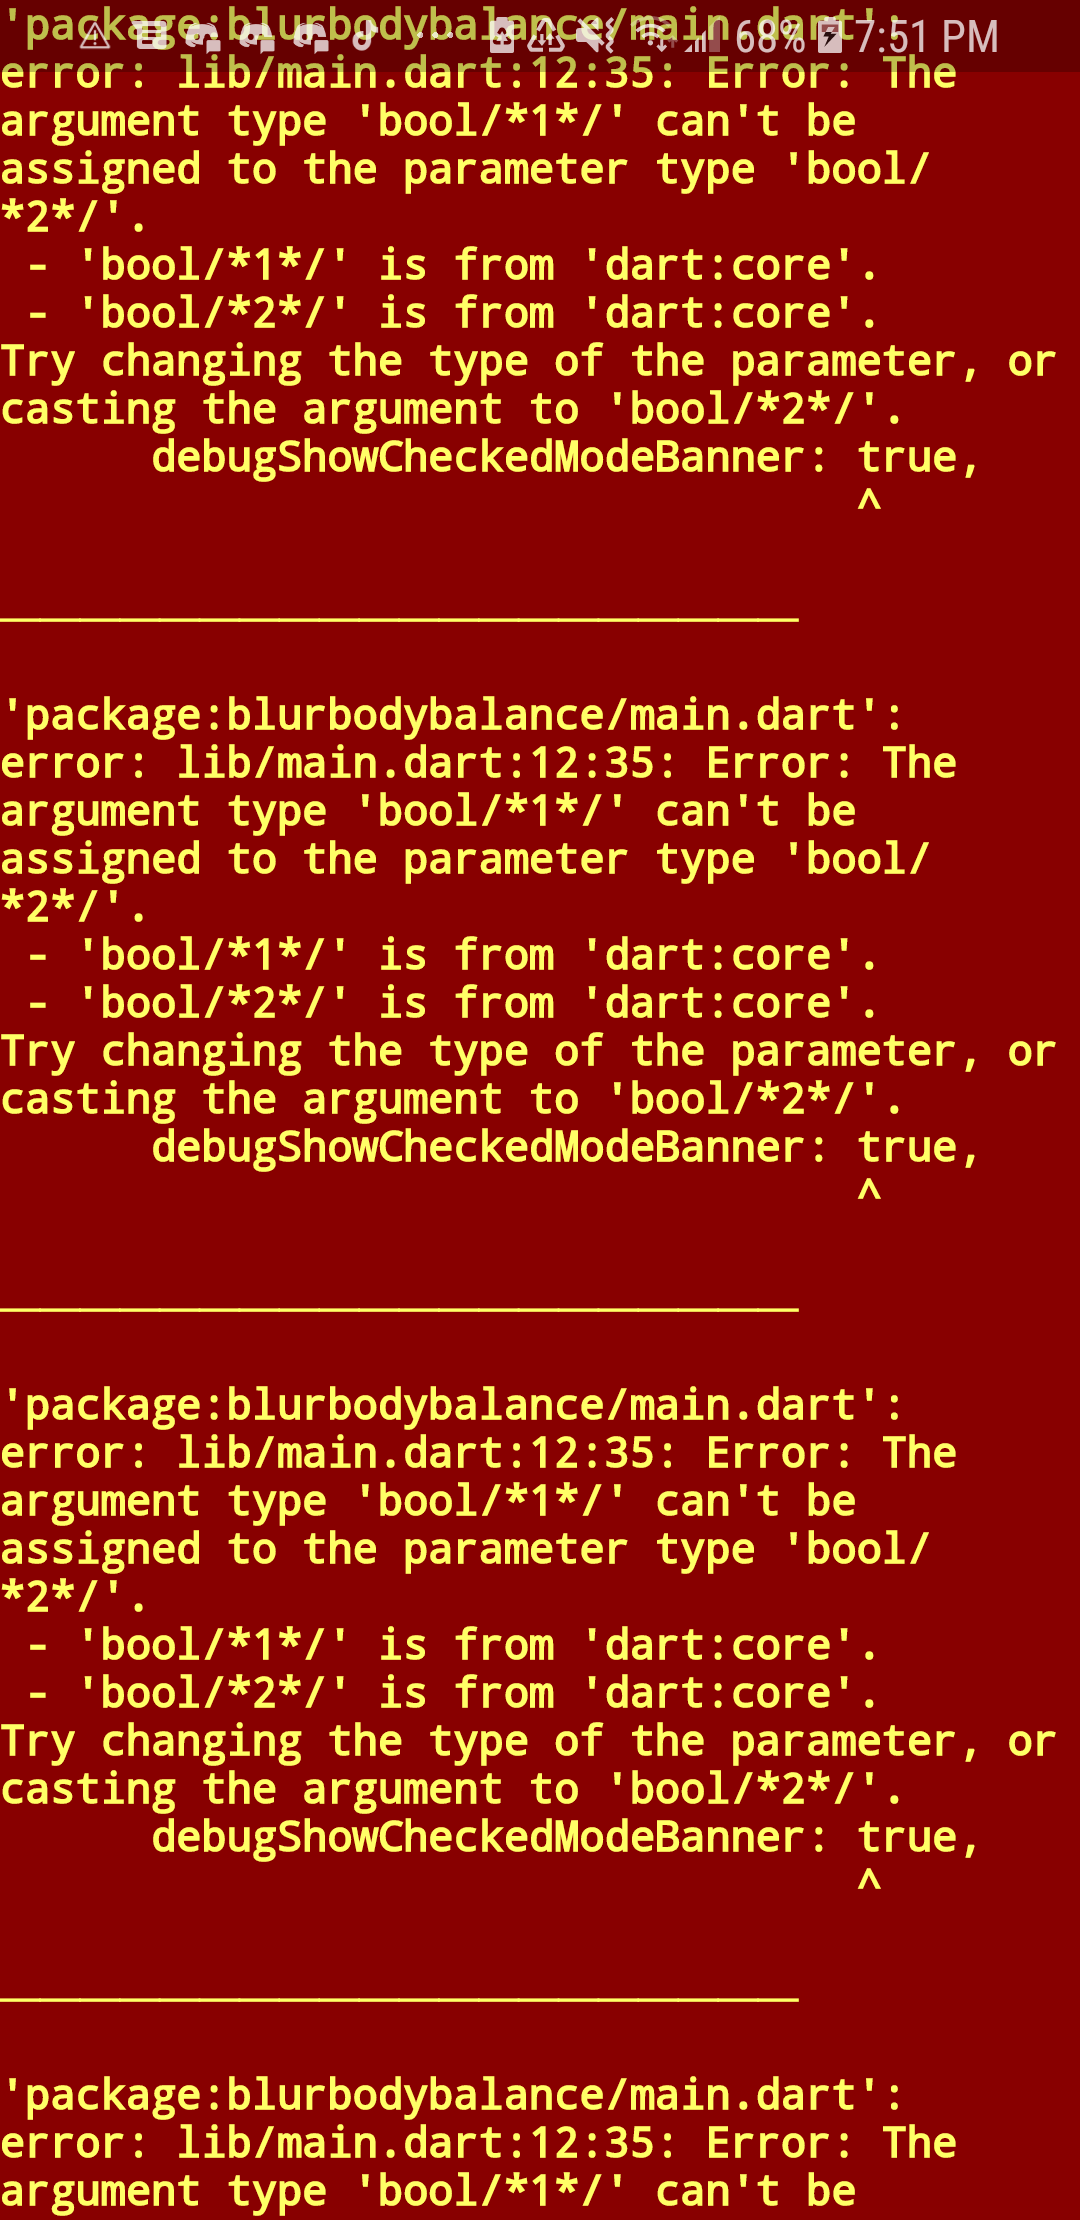 'package:blurbodybalance/main.dart':
68% 7:51 PM
error: lib/main.dart:12:35: Error: The
argument type 'bool/*1*/' can't be
assigned to the parameter type 'bool/
*2*/'.
 - 'bool/*1*/' is from 'dart:core'.
 - 'bool/*2*/' is from 'dart:core'.
Try changing the type of the parameter, or
casting the argument to 'bool/*2*/'.
      debugShowCheckedModeBanner: true,
                                  ^
'package:blurbodybalance/main.dart':
error: lib/main.dart:12:35: Error: The
argument type 'bool/*1*/' can't be
assigned to the parameter type 'bool/
*2*/'.
 - 'bool/*1*/' is from 'dart:core'.
 - 'bool/*2*/' is from 'dart:core'.
Try changing the type of the parameter, or
casting the argument to 'bool/*2*/'.
      debugShowCheckedModeBanner: true,
                                  ^
'package:blurbodybalance/main.dart':
error: lib/main.dart:12:35: Error: The
argument type 'bool/*1*/' can't be
assigned to the parameter type 'bool/
*2*/'.
 - 'bool/*1*/' is from 'dart:core'.
 - 'bool/*2*/' is from 'dart:core'.
Try changing the type of the parameter, or
casting the argument to 'bool/*2*/'.
      debugShowCheckedModeBanner: true,
                                  ^
'package:blurbodybalance/main.dart':
error: lib/main.dart:12:35: Error: The
argument type 'bool/*1*/' can't be